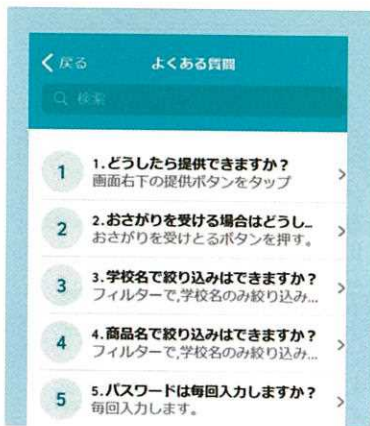 戻る
よくある質問
検索
1
1.どうしたら提供できますか？
画面右下の提供ボタンをタップ
2
2.おさがりを受ける場合はどうし...
おさがりを受けとるボタンを押す。
3
3.学校名で絞り込みはできますか？
フィルターで,学校名のみ絞り込み...
4
4.商品名で絞り込みはできますか？
フィルターで,学校名のみ絞り込み...
5
5.パスワードは毎回入力しますか？
毎回入力します。